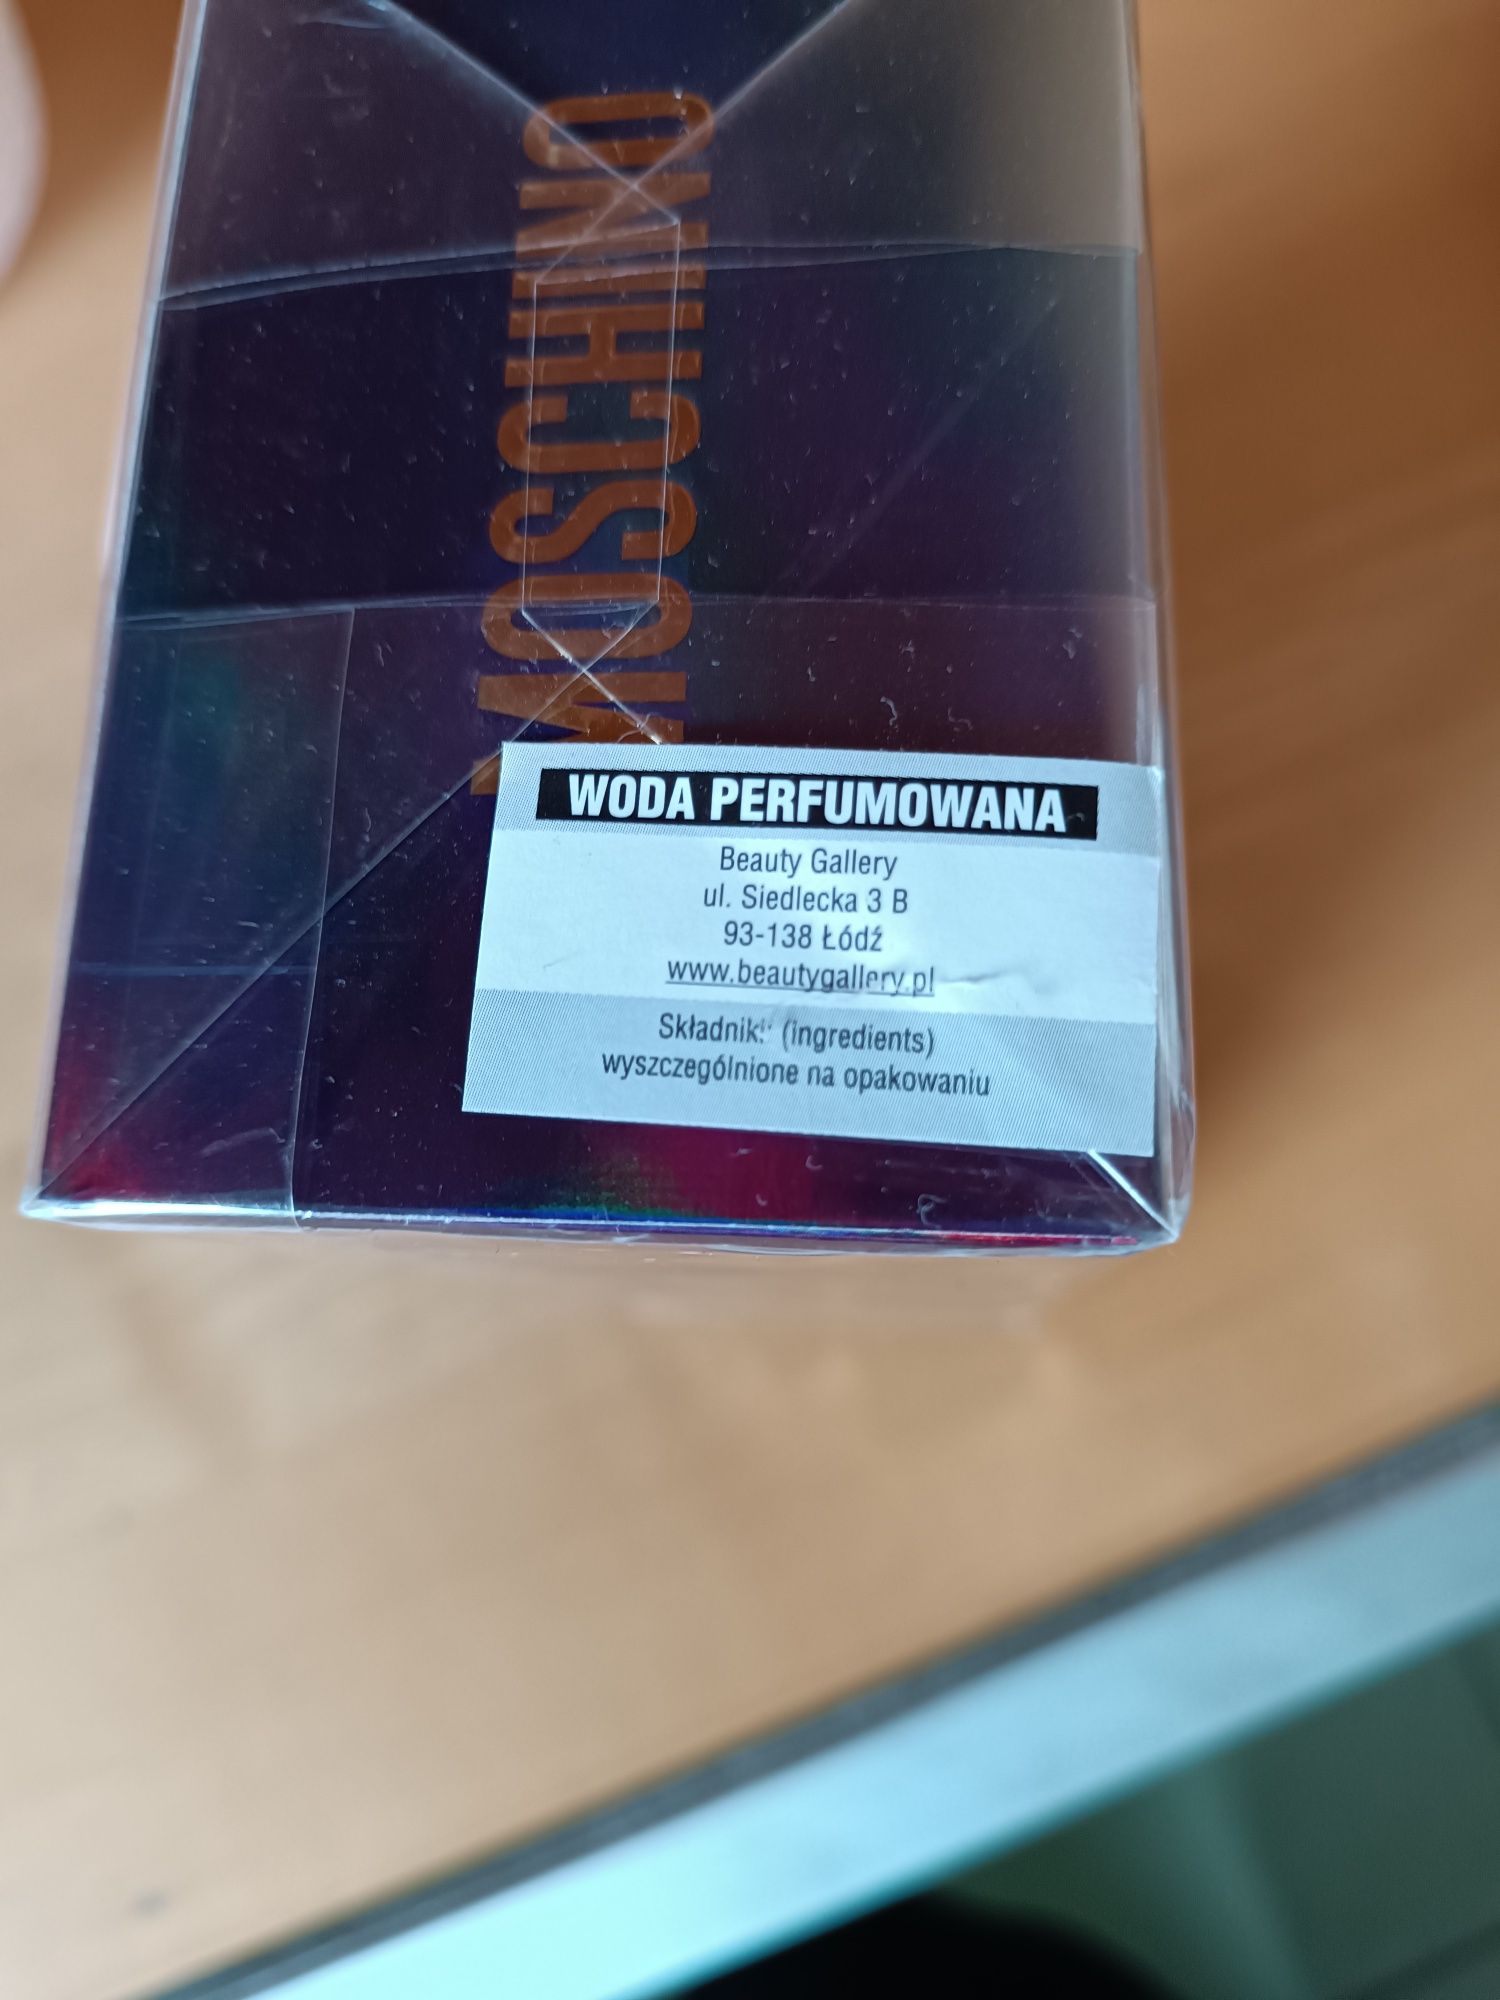 MOSCHINO
WODA PERFUMOWANA
Beauty Gallery
ul. Siedlecka 3 B
93-138 Łódź
www.beautygallery.pl
Składniki (ingredients)
wyszczególnione na opakowaniu